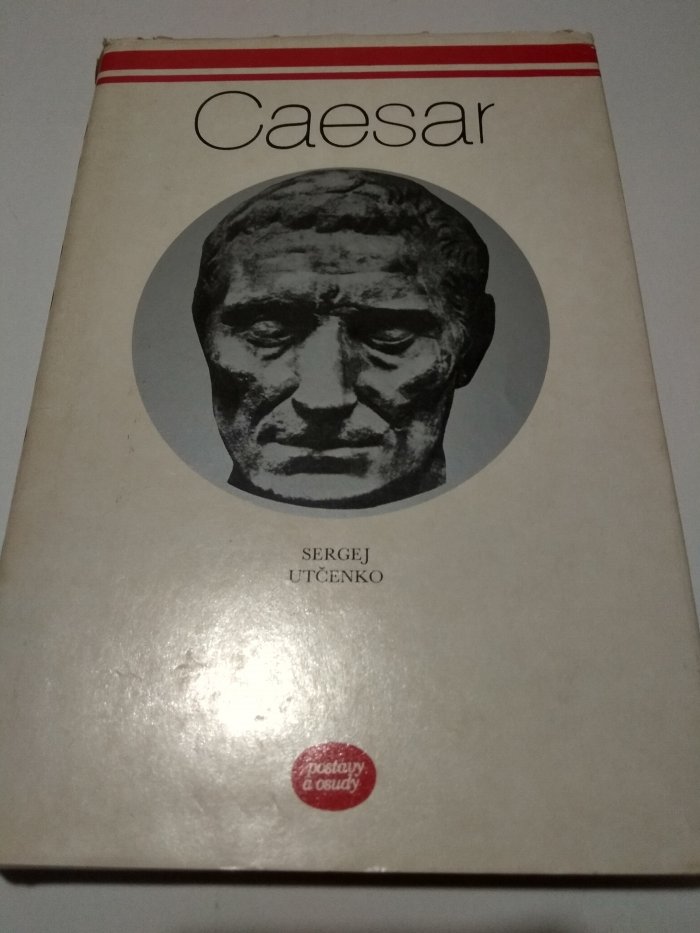 Caesar
SERGEJ
UTČENKO
postavy
a osudy